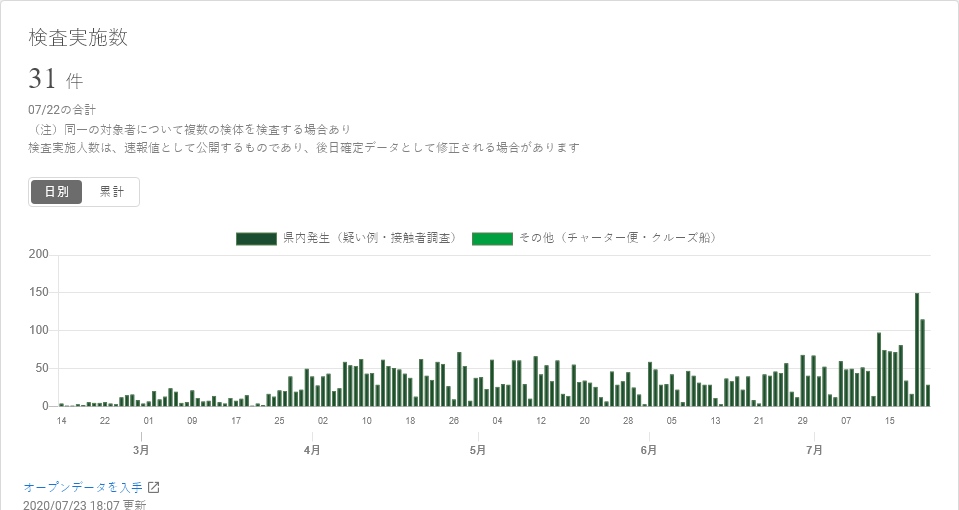 検査実施数
31 件
07/22の合計
（注）同一の対象者について複数の検体を検査する場合あり
検査実施人数は、速報値として公開するものであり、後日確定データとして修正される場合があります
日別 累計
県内発生（疑い例・接触者調査） その他（チャーター便・クルーズ船）
200
150
100
50
0
14 22 01 09 17 25 02 10 18 26 04 12 20 28 05 13 21 29 07 15
3月 4月 5月 6月 7月
オープンデータを入手
2020/07/23 18:07 更新